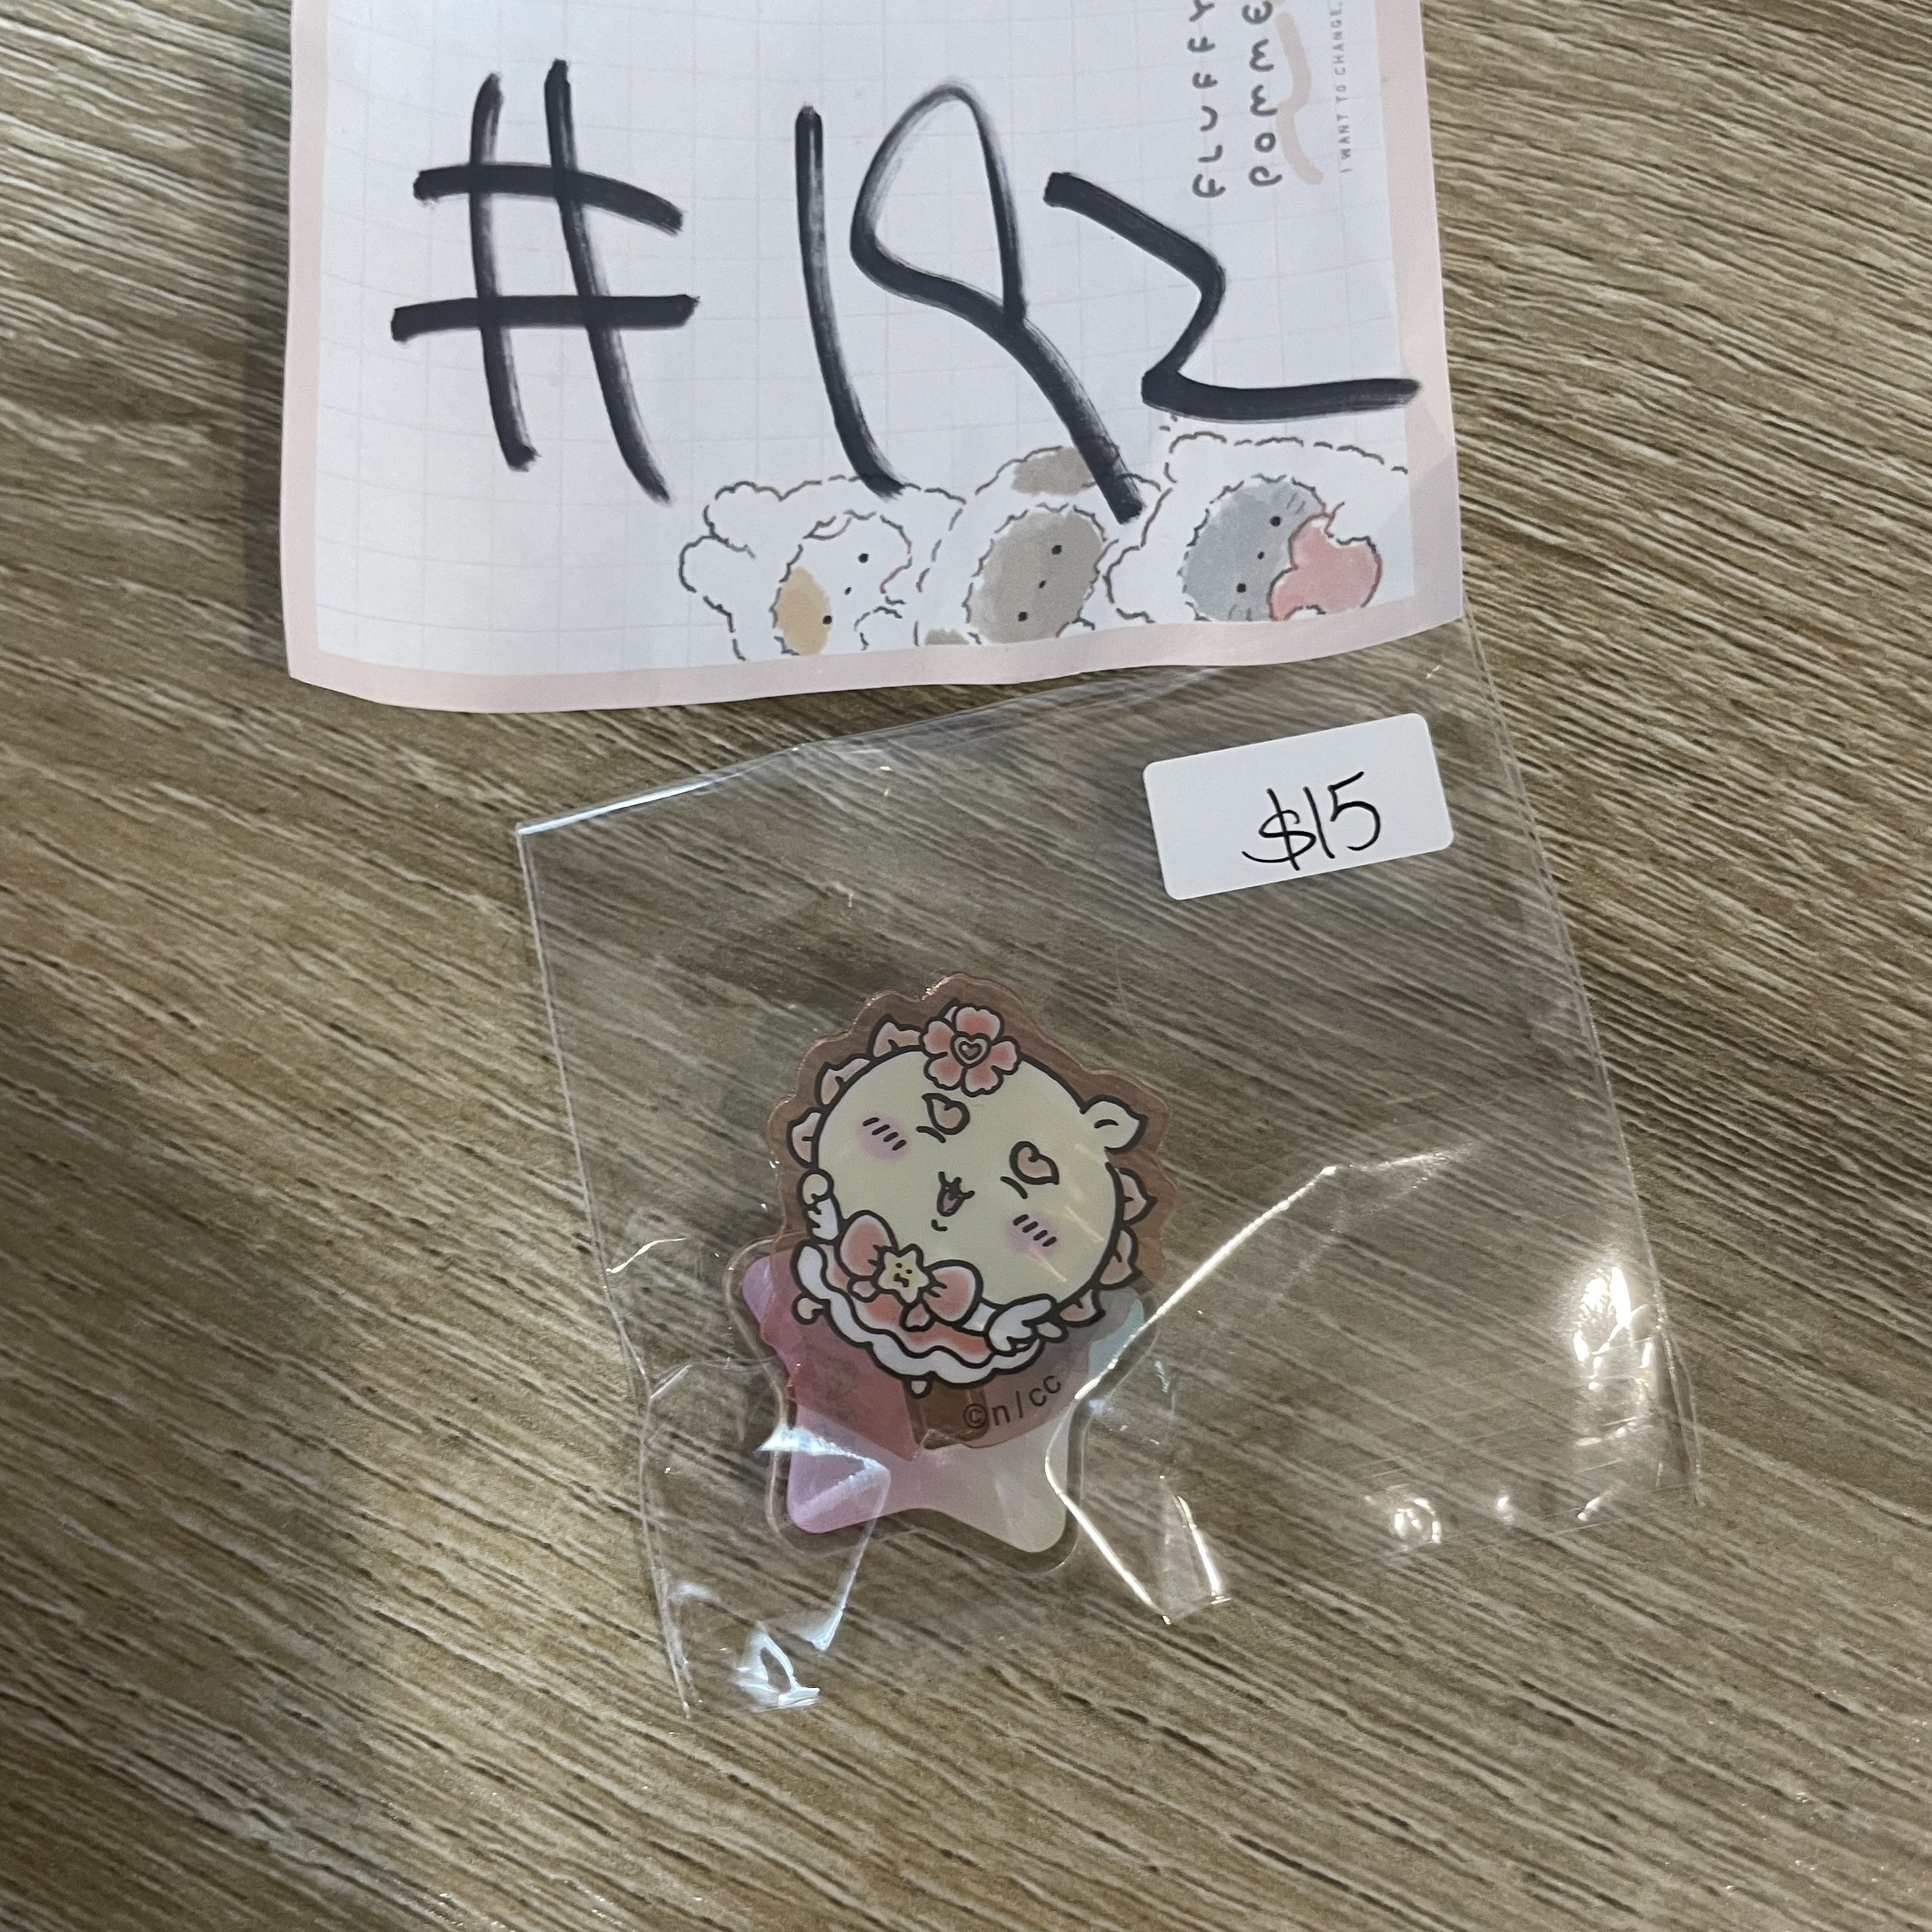 #192
FLUFFY
POMME
I WANT TO CHANGE.
$15
©n/cc